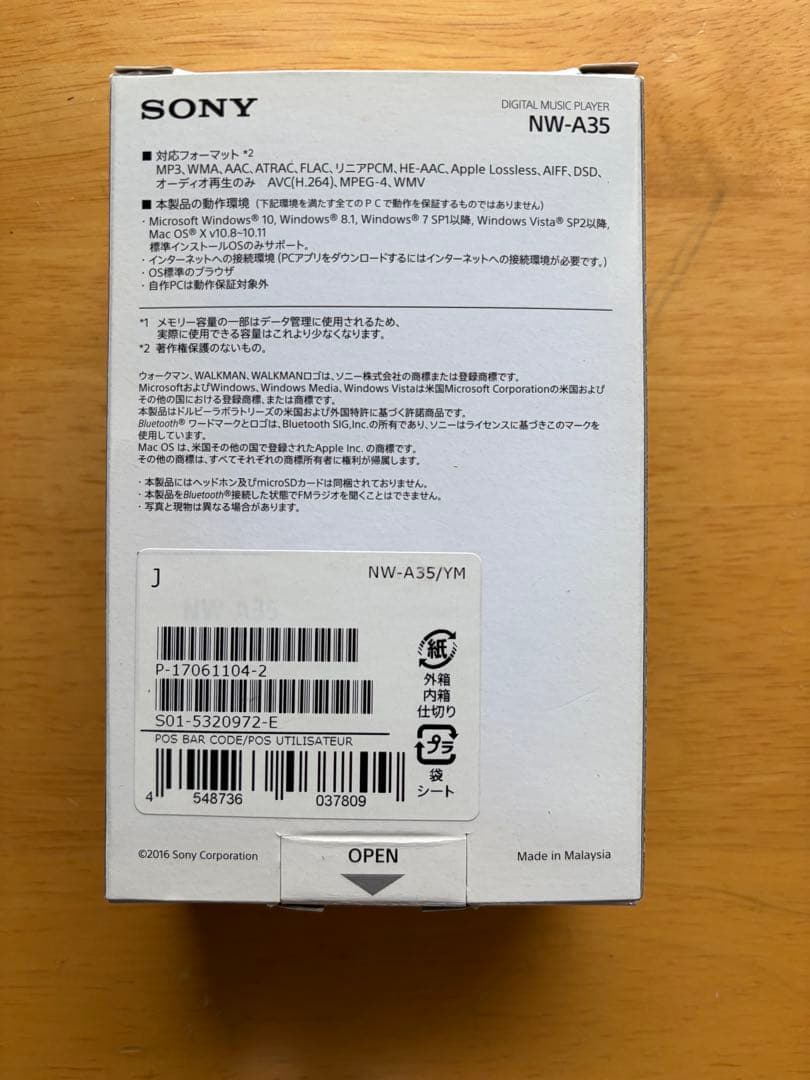 SONY
DIGITAL MUSIC PLAYER
NW-A35
■ 対応フォーマット *2
MP3、WMA、AAC、ATRAC、FLAC、リニアPCM、HE-AAC、Apple Lossless、AIFF、DSD、
オーディオ再生のみ AVC(H.264)、MPEG-4、WMV
■ 本製品の動作環境（下記環境を満たす全てのＰＣで動作を保証するものではありません）
・Microsoft Windows® 10, Windows® 8.1, Windows® 7 SP1以降, Windows Vista® SP2以降,
Mac OS® X v10.8~10.11
標準インストールOSのみサポート。
・インターネットへの接続環境（PCアプリをダウンロードするにはインターネットへの接続環境が必要です。）
・OS標準のブラウザ
・自作PCは動作保証対象外
*1 メモリー容量の一部はデータ管理に使用されるため、
実際に使用できる容量はこれより少なくなります。
*2 著作権保護のないもの。
ウォークマン、WALKMAN、WALKMANロゴは、ソニー株式会社の商標または登録商標です。
MicrosoftおよびWindows、Windows Media、Windows Vistaは米国Microsoft Corporationの米国および
その他の国における登録商標、または商標です。
本製品はドルビーラボラトリーズの米国および外国特許に基づく許諾商品です。
Bluetooth® ワードマークとロゴは、Bluetooth SIG,Inc.の所有であり、ソニーはライセンスに基づきこのマークを
使用しています。
Mac OS は、米国その他の国で登録されたApple Inc. の商標です。
その他の商標は、すべてそれぞれの商標所有者に権利が帰属します。
・本製品にはヘッドホン及びmicroSDカードは同梱されておりません。
・本製品をBluetooth®接続した状態でFMラジオを聞くことはできません。
・写真と現物は異なる場合があります。
J
NW-A35/YM
P-17061104-2
S01-5320972-E
POS BAR CODE/POS UTILISATEUR
4 548736 037809
紙
外箱
内箱
仕切り
プラ
袋
シート
©2016 Sony Corporation
OPEN
Made in Malaysia